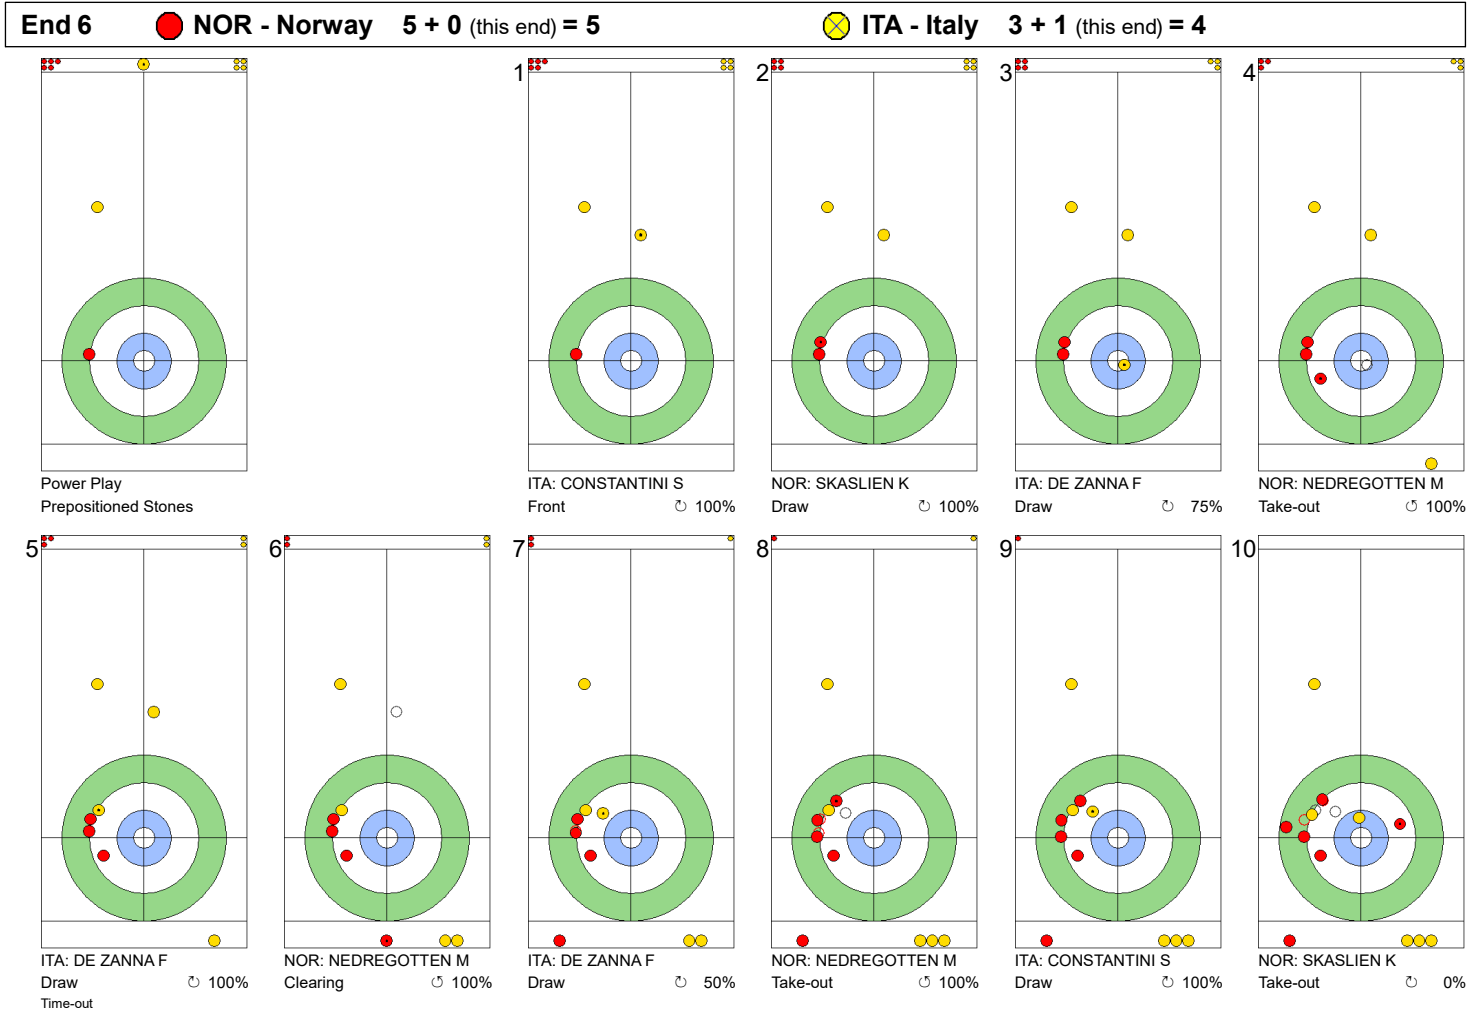 End 6 NOR - Norway 5 + 0 (this end) = 5 ITA - Italy 3 + 1 (this end) = 4
1 2 3 4
Power Play
Prepositioned Stones
ITA: CONSTANTINI S
Front ↻ 100%
NOR: SKASLIEN K
Draw ↻ 100%
ITA: DE ZANNA F
Draw ↻ 75%
NOR: NEDREGOTTEN M
Take-out ↻ 100%
5 6 7 8 9 10
ITA: DE ZANNA F
Draw ↻ 100%
Time-out
NOR: NEDREGOTTEN M
Clearing ↻ 100%
ITA: DE ZANNA F
Draw ↻ 50%
NOR: NEDREGOTTEN M
Take-out ↻ 100%
ITA: CONSTANTINI S
Draw ↻ 100%
NOR: SKASLIEN K
Take-out ↻ 0%